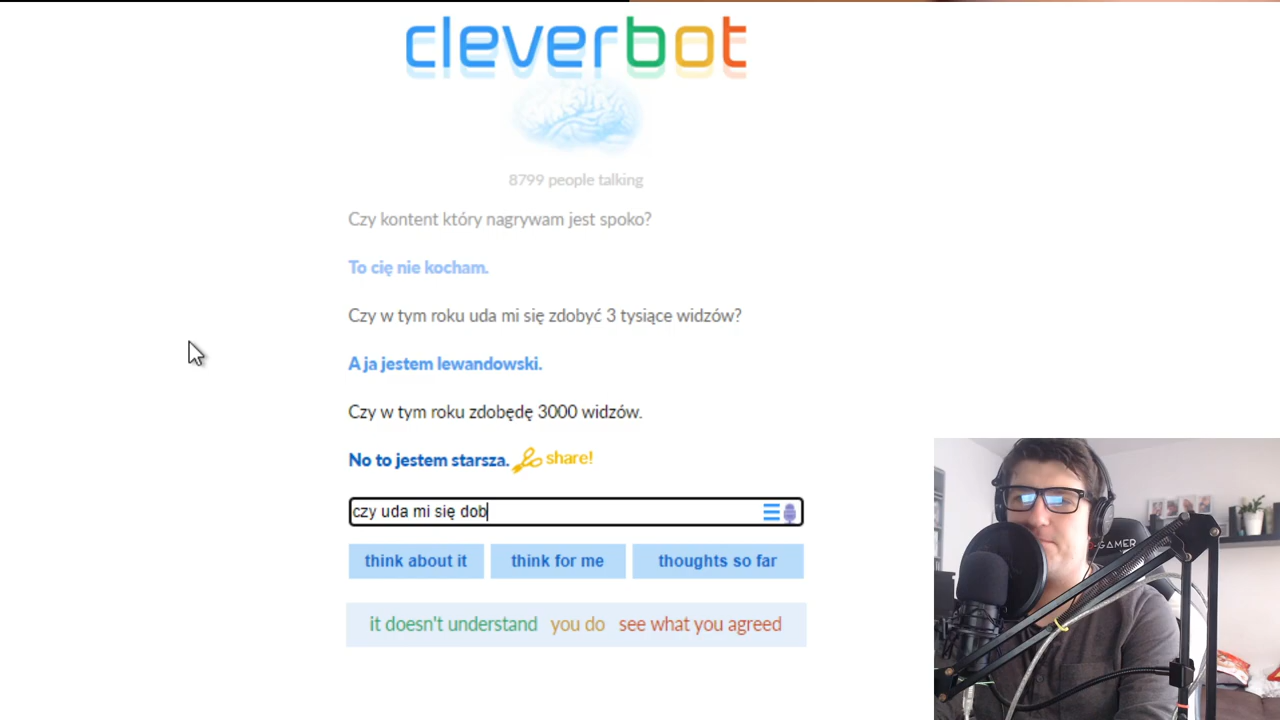 cleverbot
8799 people talking
Czy kontent który nagrywam jest spoko?
To cię nie kocham.
Czy w tym roku uda mi się zdobyć 3 tysiące widzów?
A ja jestem lewandowski.
Czy w tym roku zdobędę 3000 widzów.
No to jestem starsza. share!
czy uda mi się dob
think about it think for me thoughts so far
it doesn't understand you do see what you agreed
GAMER